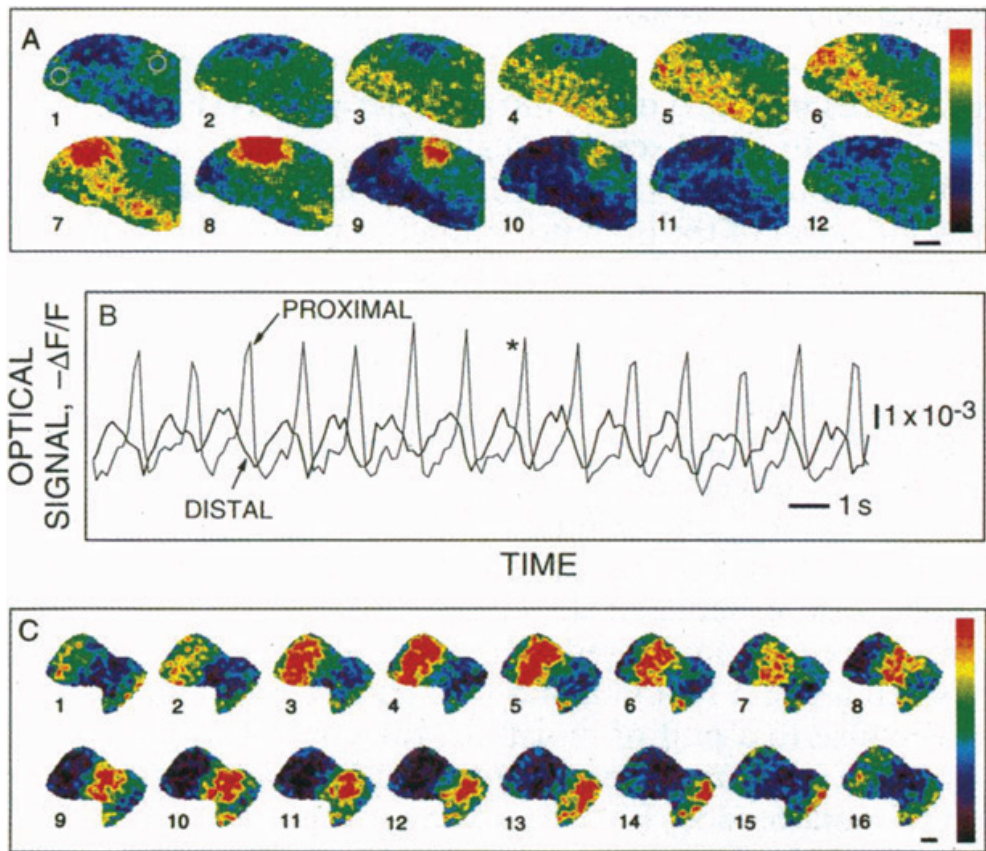 A
1 2 3 4 5 6
7 8 9 10 11 12
B
PROXIMAL
*
DISTAL
1 x 10-3
1 s
OPTICAL
SIGNAL, –ΔF/F
TIME
C
1 2 3 4 5 6 7 8
9 10 11 12 13 14 15 16